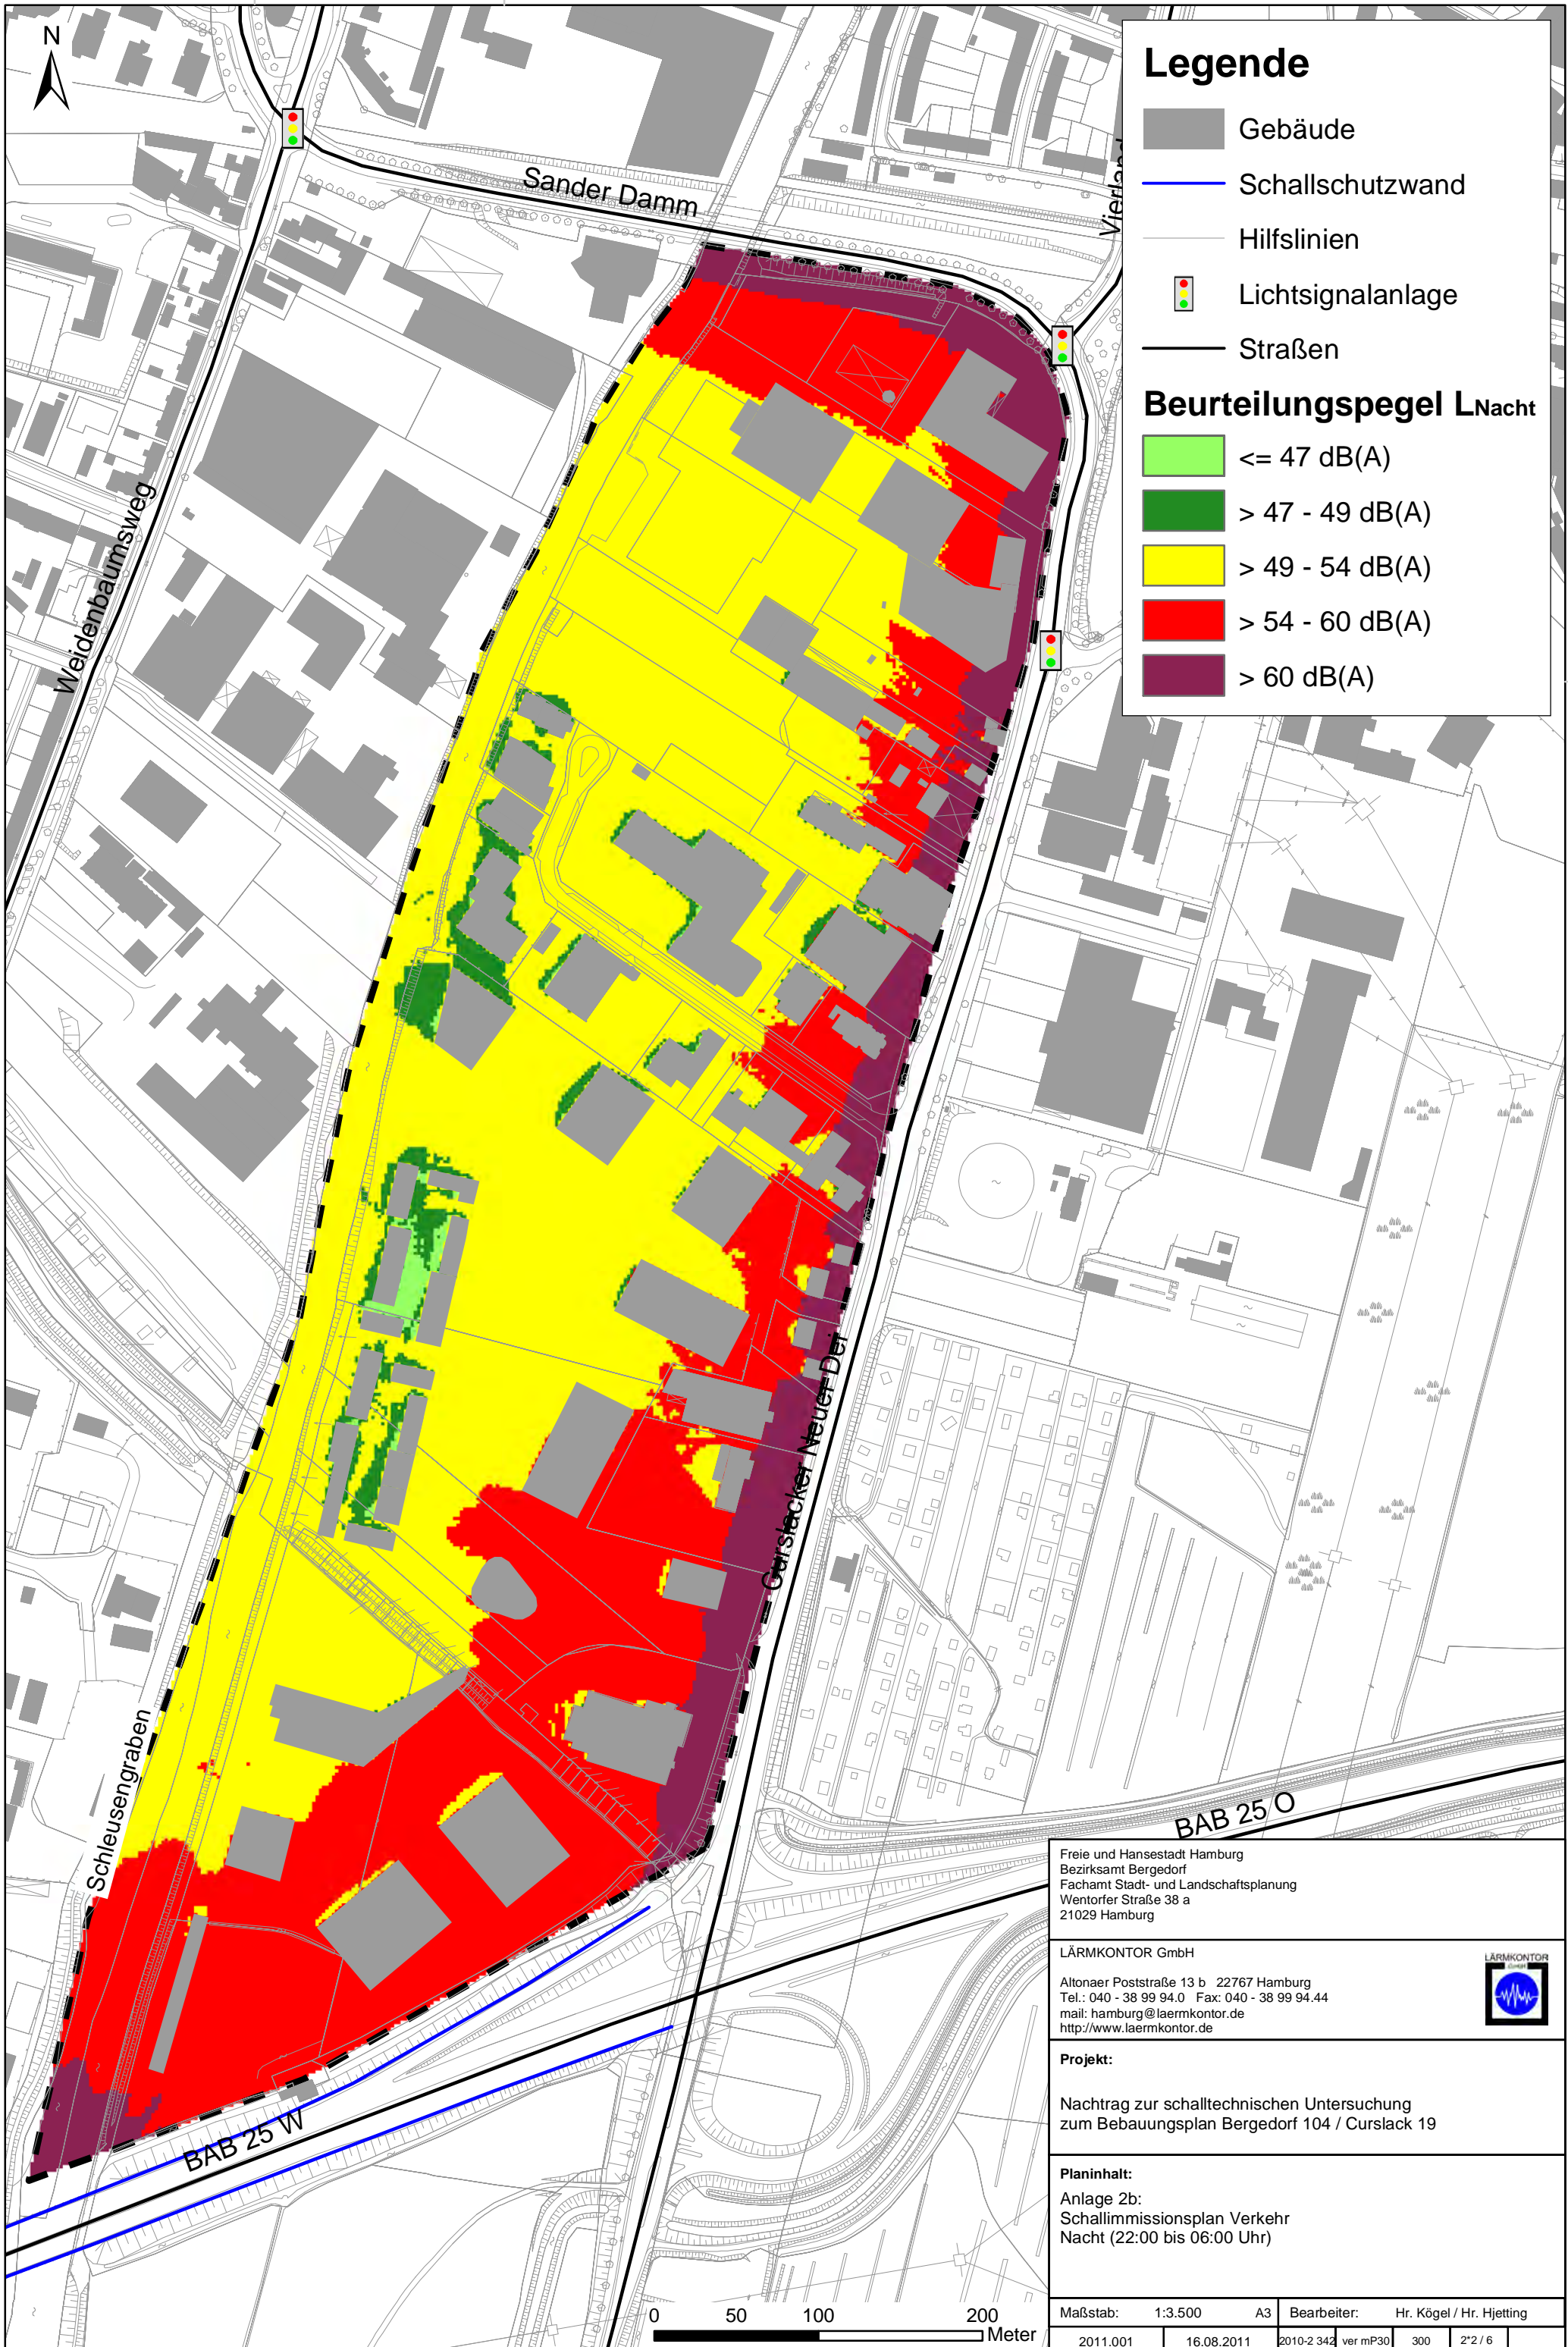 N
Sander Damm
Vierland
Weidenbaumsweg
Schleusengraben
Curslacker Neuer Dei
BAB 25 O
BAB 25 W
Legende
Gebäude
Schallschutzwand
Hilfslinien
Lichtsignalanlage
Straßen
Beurteilungspegel LNacht
<= 47 dB(A)
> 47 - 49 dB(A)
> 49 - 54 dB(A)
> 54 - 60 dB(A)
> 60 dB(A)
Freie und Hansestadt Hamburg
Bezirksamt Bergedorf
Fachamt Stadt- und Landschaftsplanung
Wentorfer Straße 38 a
21029 Hamburg
LÄRMKONTOR GmbH
Altonaer Poststraße 13 b 22767 Hamburg
Tel.: 040 - 38 99 94.0 Fax: 040 - 38 99 94.44
mail: hamburg@laermkontor.de
http://www.laermkontor.de
LÄRMKONTOR
GmbH
Projekt:
Nachtrag zur schalltechnischen Untersuchung
zum Bebauungsplan Bergedorf 104 / Curslack 19
Planinhalt:
Anlage 2b:
Schallimmissionsplan Verkehr
Nacht (22:00 bis 06:00 Uhr)
Maßstab: 1:3.500 A3 Bearbeiter: Hr. Kögel / Hr. Hjetting
2011.001 16.08.2011 2010-2 342 ver mP30 300 2*2 / 6
0 50 100 200
Meter